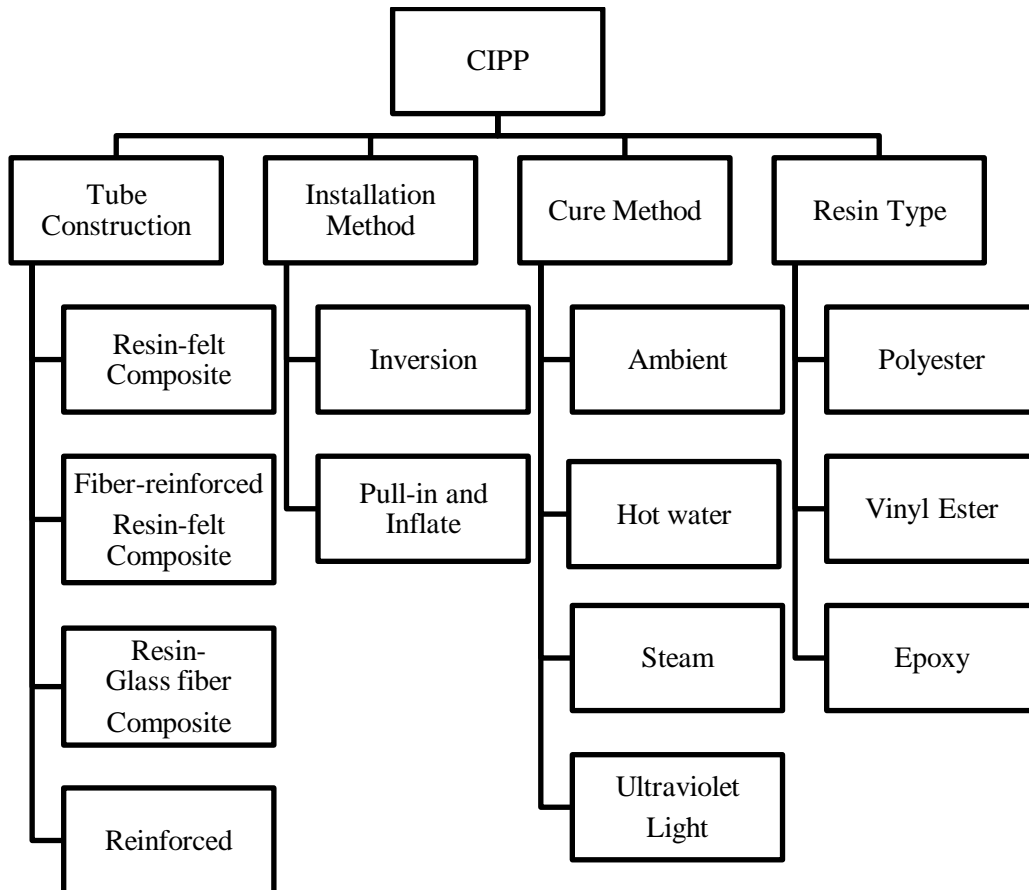 CIPP
Tube
Construction
Installation
Method
Cure Method
Resin Type
Resin-felt
Composite
Fiber-reinforced
Resin-felt
Composite
Resin-
Glass fiber
Composite
Reinforced
Inversion
Pull-in and
Inflate
Ambient
Hot water
Steam
Ultraviolet
Light
Polyester
Vinyl Ester
Epoxy